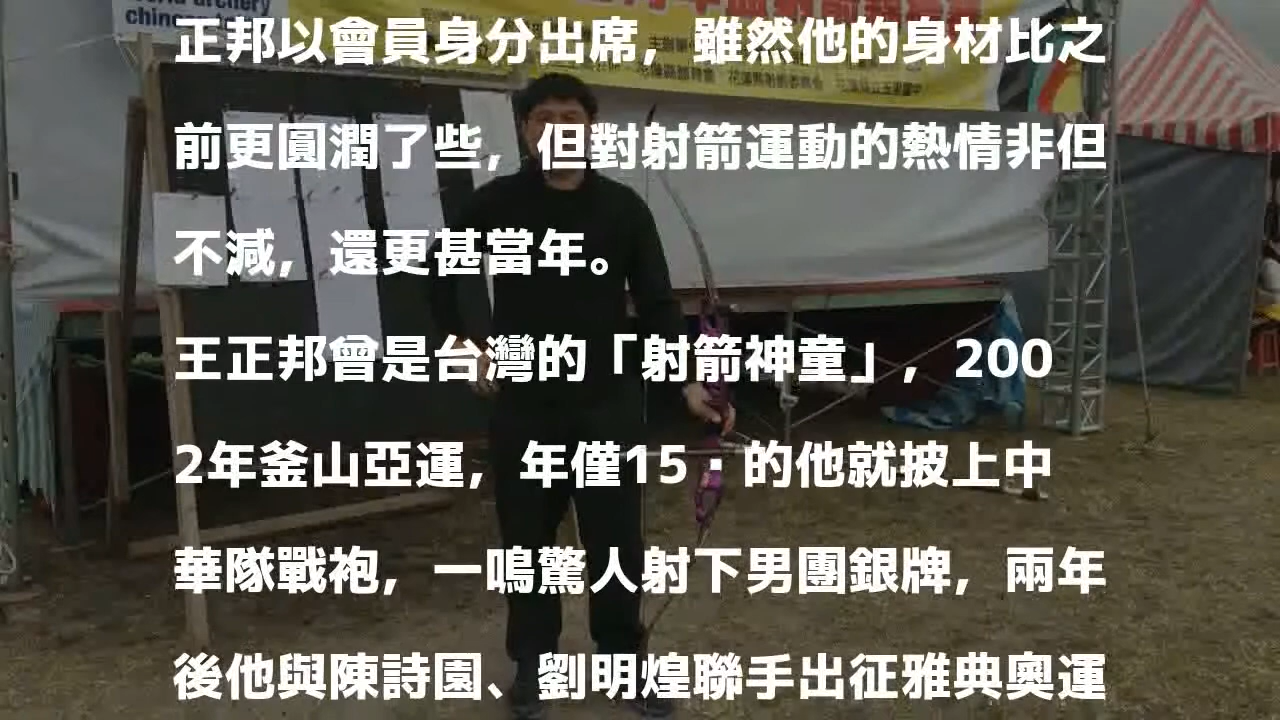 world archery
chinese
正邦以會員身分出席，雖然他的身材比之
前更圓潤了些，但對射箭運動的熱情非但
不減，還更甚當年。
王正邦曾是台灣的「射箭神童」，200
2年釜山亞運，年僅15▪的他就披上中
華隊戰袍，一鳴驚人射下男團銀牌，兩年
後他與陳詩園、劉明煌聯手出征雅典奧運